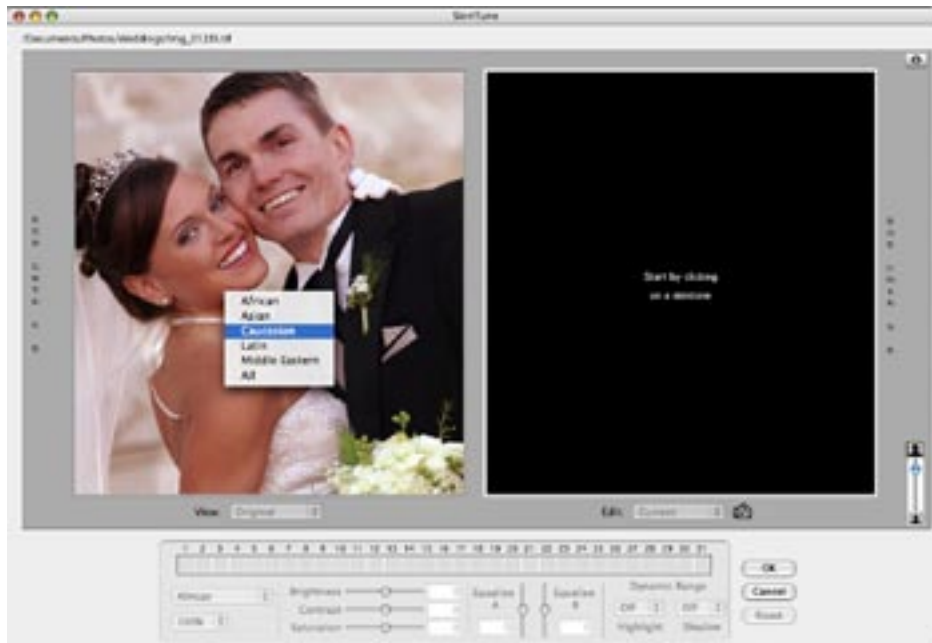 SkinTune
African
Asian
Caucasian
Latin
Middle Eastern
All
Start by clicking
on a skintone
View: Original
Edit: Current
1 2 3 4 5 6 7 8 9 10 11 12 13 14 15 16 17 18 19 20 21 22 23 24 25 26 27 28 29 30 31
African
100%
Brightness
Contrast
Saturation
Equalize
A
Equalize
B
Dynamic Range
Off Off
Highlight Shadow
OK
Cancel
Reset